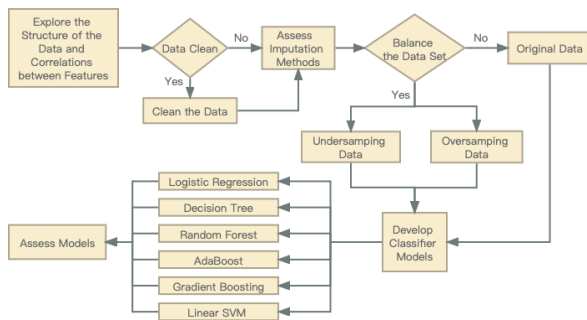 Explore the
Structure of the
Data and
Correlations
between Features
Data Clean
No
Yes
Clean the Data
Assess
Imputation
Methods
Balance
the Data Set
No
Yes
Original Data
Undersamping
Data
Oversamping
Data
Develop
Classifier
Models
Logistic Regression
Decision Tree
Random Forest
AdaBoost
Gradient Boosting
Linear SVM
Assess Models